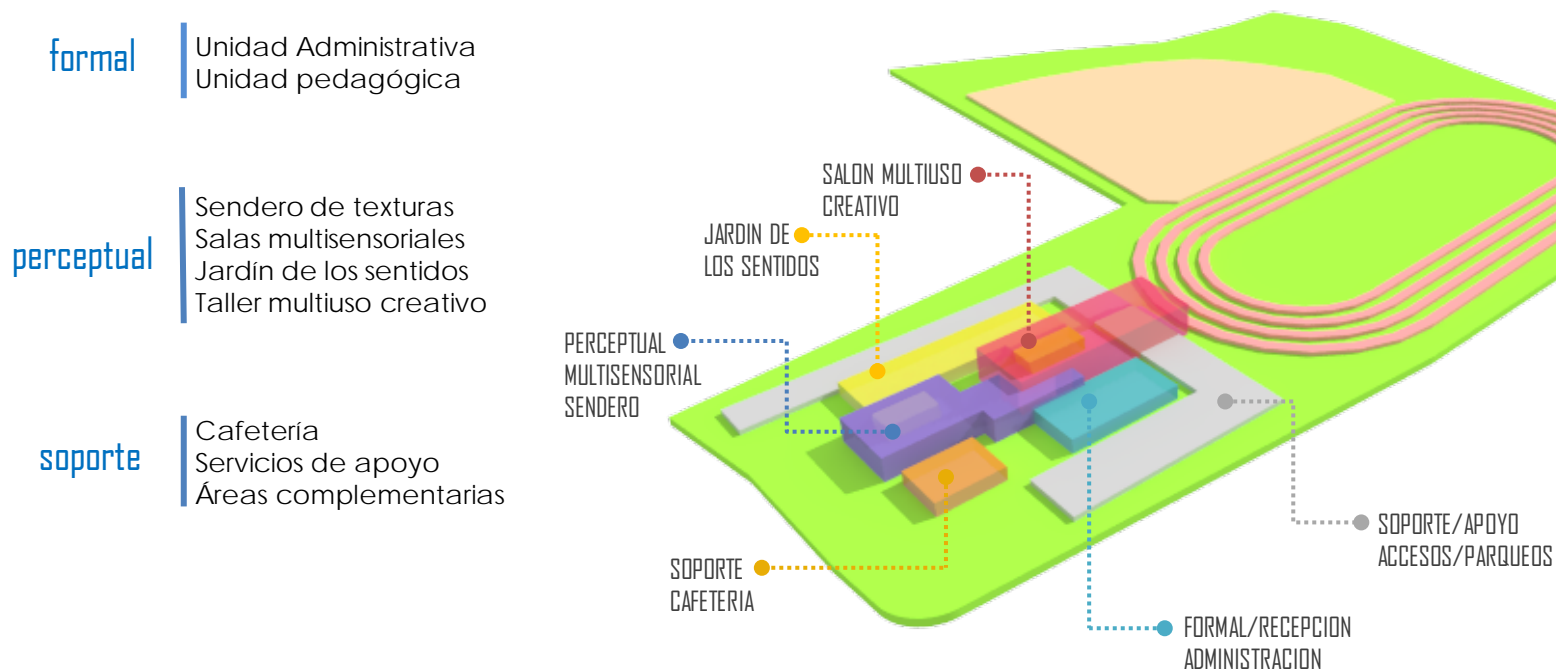 formal
Unidad Administrativa
Unidad pedagógica
perceptual
Sendero de texturas
Salas multisensoriales
Jardín de los sentidos
Taller multiuso creativo
soporte
Cafetería
Servicios de apoyo
Áreas complementarias
SALON MULTIUSO
CREATIVO
JARDIN DE
LOS SENTIDOS
PERCEPTUAL
MULTISENSORIAL
SENDERO
SOPORTE
CAFETERIA
SOPORTE/APOYO
ACCESOS/PARQUEOS
FORMAL/RECEPCION
ADMINISTRACION